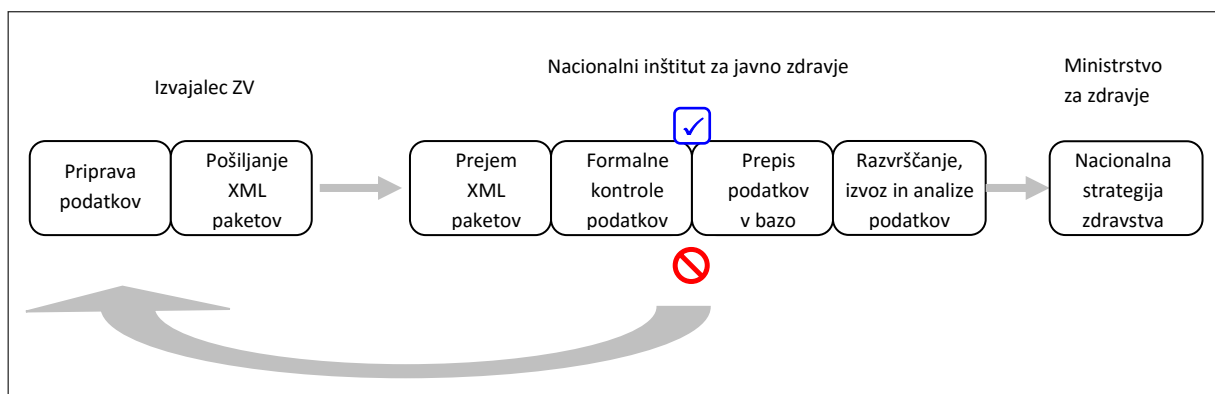 Izvajalec ZV
Nacionalni inštitut za javno zdravje
Ministrstvo
za zdravje
Priprava
podatkov
Pošiljanje
XML
paketov
Prejem
XML
paketov
Formalne
kontrole
podatkov
Prepis
podatkov
v bazo
Razvrščanje,
izvoz in analize
podatkov
Nacionalna
strategija
zdravstva